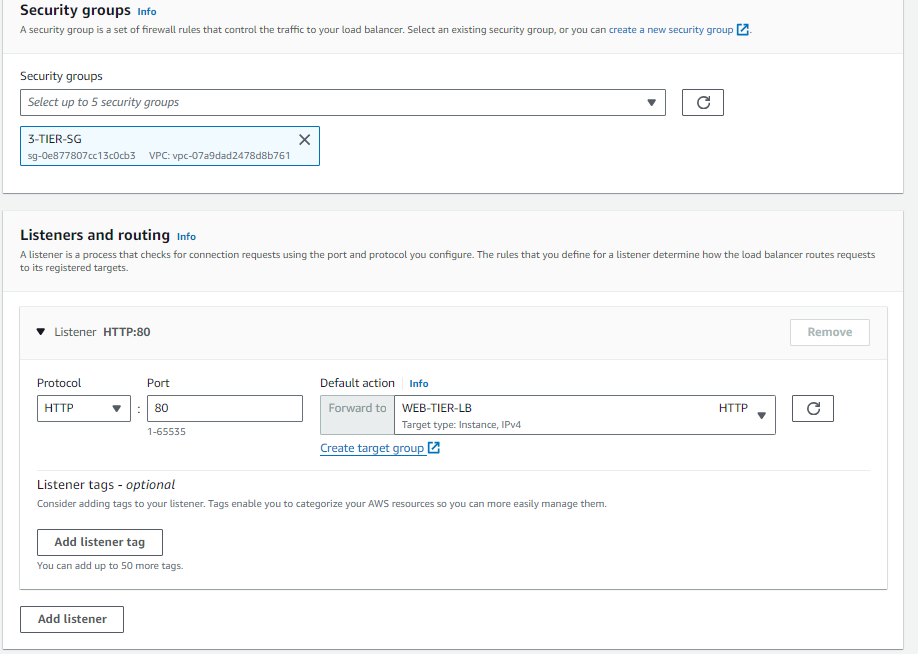 Security groups Info
A security group is a set of firewall rules that control the traffic to your load balancer. Select an existing security group, or you can create a new security group.
Security groups
Select up to 5 security groups
3-TIER-SG
sg-0e877807cc13c0cb3 VPC: vpc-07a9dad2478d8b761
Listeners and routing Info
A listener is a process that checks for connection requests using the port and protocol you configure. The rules that you define for a listener determine how the load balancer routes requests
to its registered targets.
Listener HTTP:80
Remove
Protocol Port Default action Info
HTTP : 80 Forward to WEB-TIER-LB HTTP
Target type: Instance, IPv4
1-65535
Create target group
Listener tags - optional
Consider adding tags to your listener. Tags enable you to categorize your AWS resources so you can more easily manage them.
Add listener tag
You can add up to 50 more tags.
Add listener